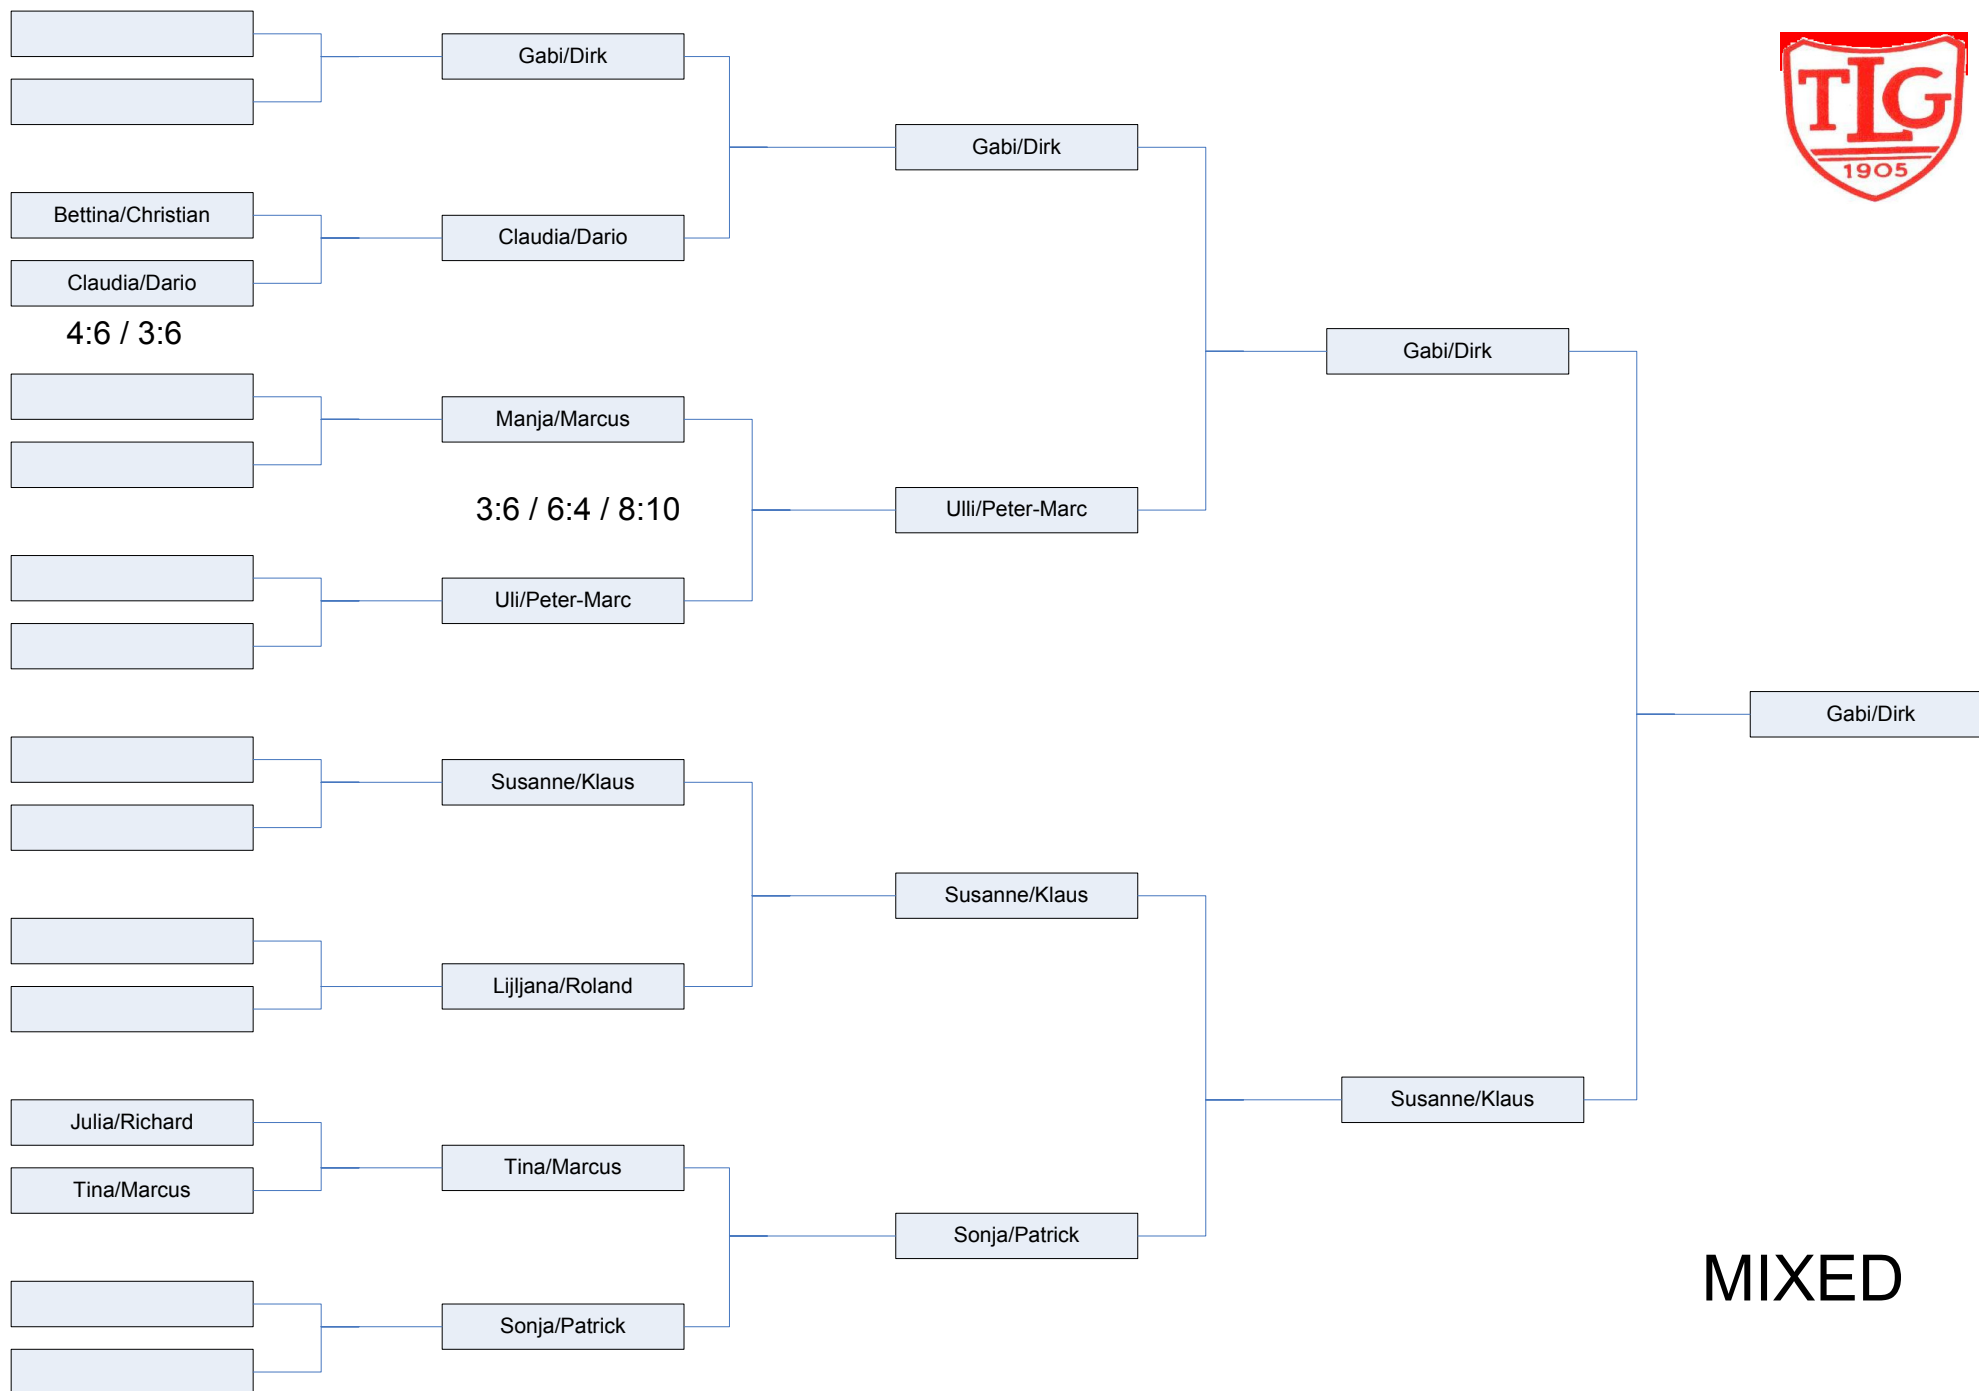 Gabi/Dirk
TLG
1905
Gabi/Dirk
Bettina/Christian
Claudia/Dario
Claudia/Dario
4:6 / 3:6
Gabi/Dirk
Manja/Marcus
3:6 / 6:4 / 8:10
Ulli/Peter-Marc
Uli/Peter-Marc
Gabi/Dirk
Susanne/Klaus
Susanne/Klaus
Lijljana/Roland
Susanne/Klaus
Julia/Richard
Tina/Marcus
Tina/Marcus
Sonja/Patrick
MIXED
Sonja/Patrick